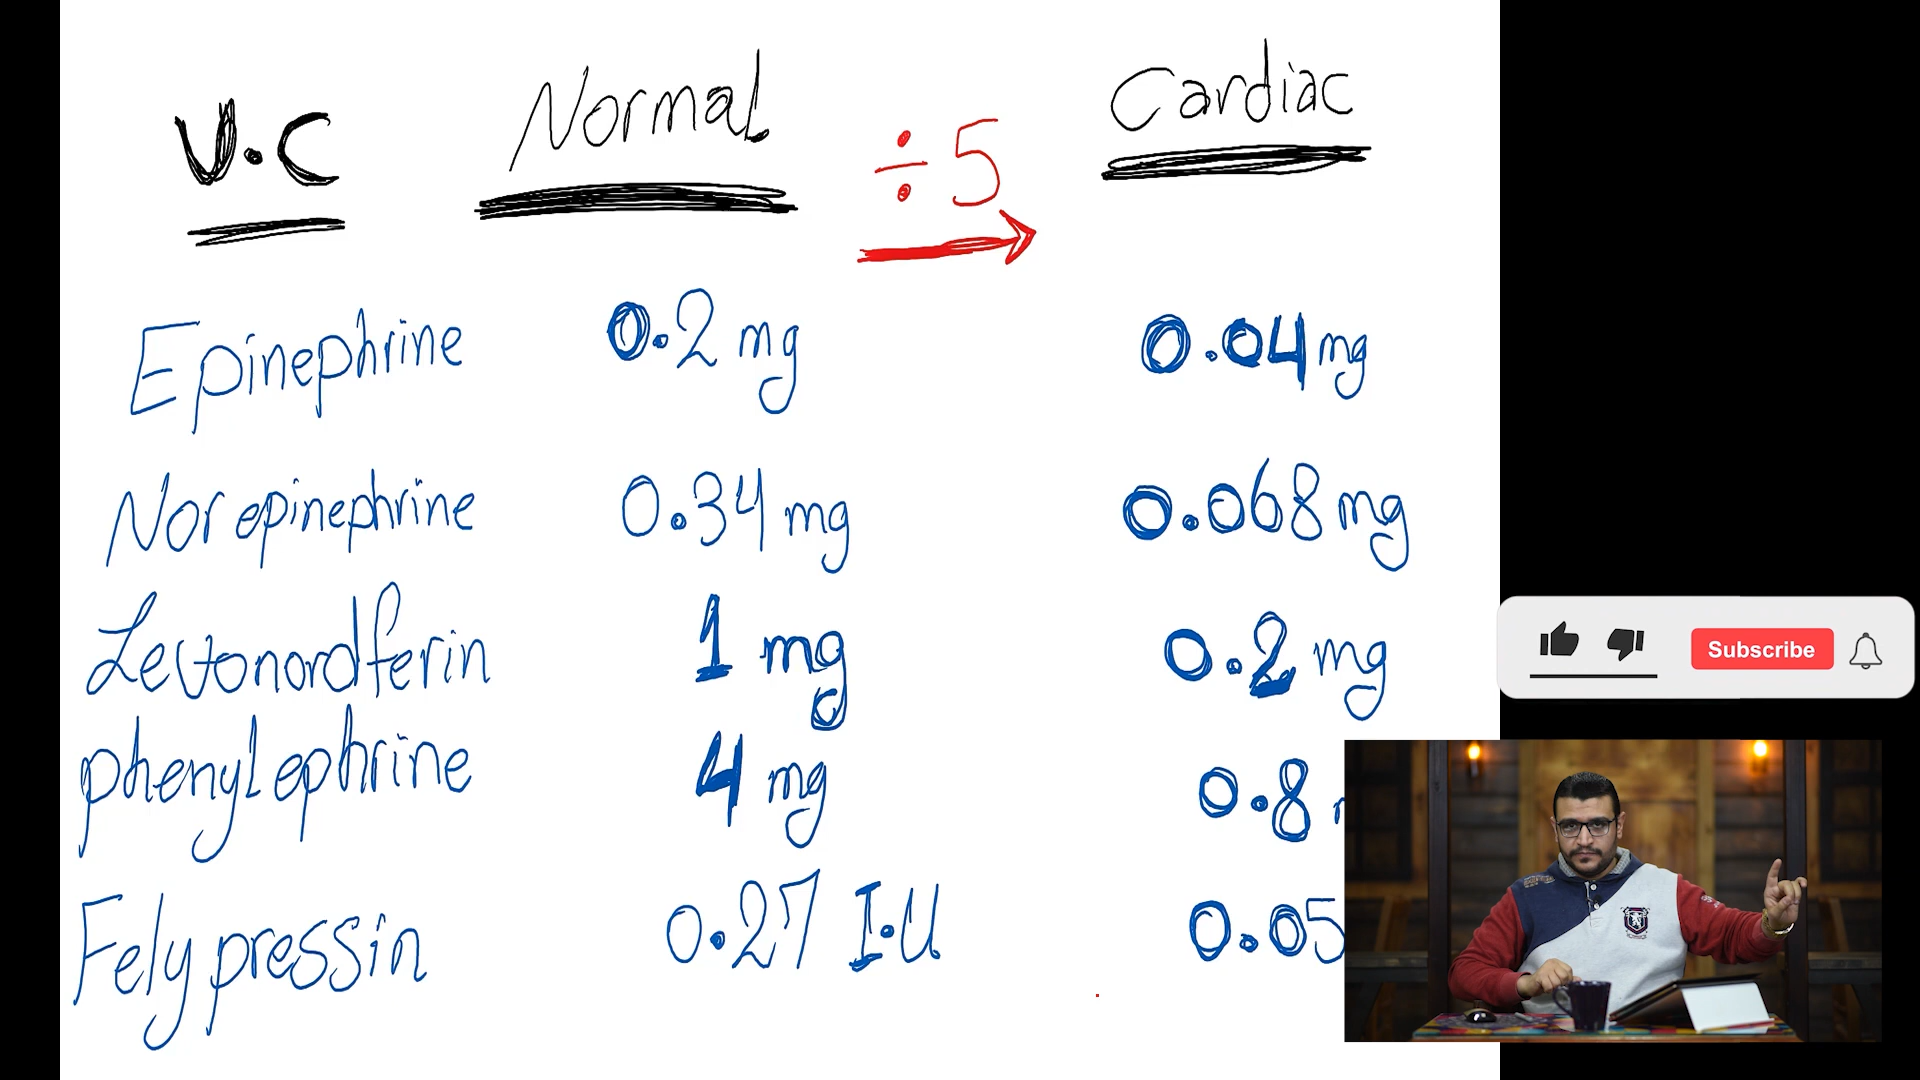 V.C Normal ÷5 Cardiac
Epinephrine 0.2 mg 0.04 mg
Norepinephrine 0.34 mg 0.068 mg
Levonordferin 1 mg 0.2 mg
phenylephrine 4 mg 0.8
Subscribe
Felypressin 0.27 I.U 0.05